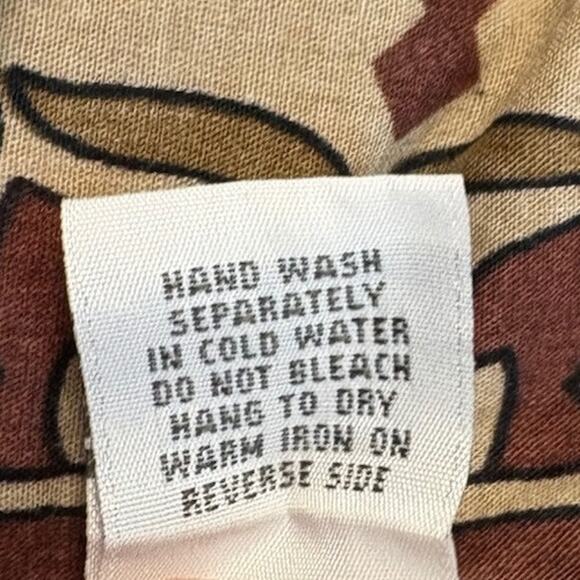 HAND WASH
SEPARATELY
IN COLD WATER
DO NOT BLEACH
HANG TO DRY
WARM IRON ON
REVERSE SIDE